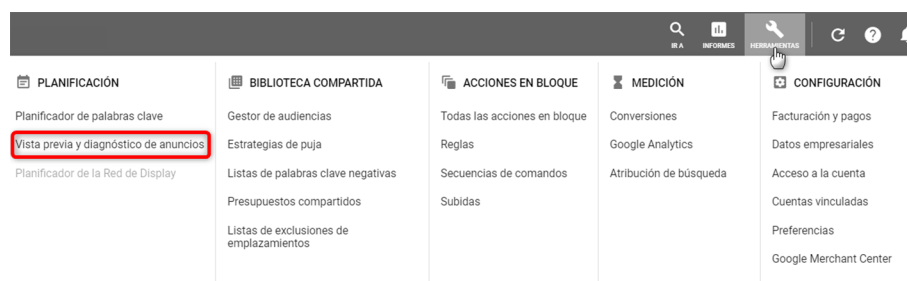 IR A
INFORMES
HERRAMIENTAS
PLANIFICACIÓN
Planificador de palabras clave
Vista previa y diagnóstico de anuncios
Planificador de la Red de Display
BIBLIOTECA COMPARTIDA
Gestor de audiencias
Estrategias de puja
Listas de palabras clave negativas
Presupuestos compartidos
Listas de exclusiones de
emplazamientos
ACCIONES EN BLOQUE
Todas las acciones en bloque
Reglas
Secuencias de comandos
Subidas
MEDICIÓN
Conversiones
Google Analytics
Atribución de búsqueda
CONFIGURACIÓN
Facturación y pagos
Datos empresariales
Acceso a la cuenta
Cuentas vinculadas
Preferencias
Google Merchant Center